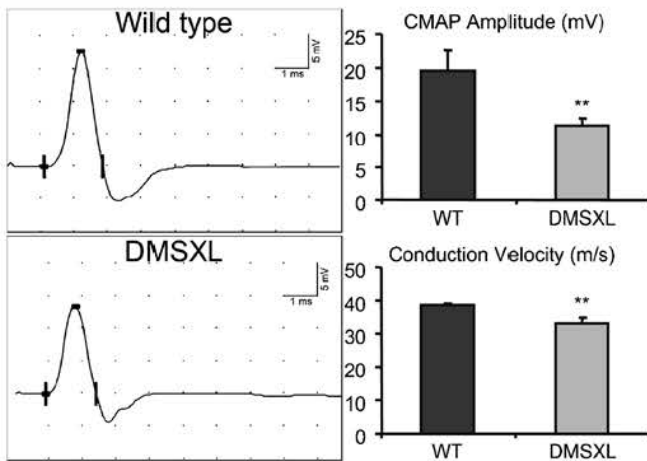 Wild type
1 ms
5 mV
DMSXL
1 ms
5 mV
CMAP Amplitude (mV)
25
20
15
10
5
0
**
WT DMSXL
Conduction Velocity (m/s)
50
40
30
20
10
0
**
WT DMSXL